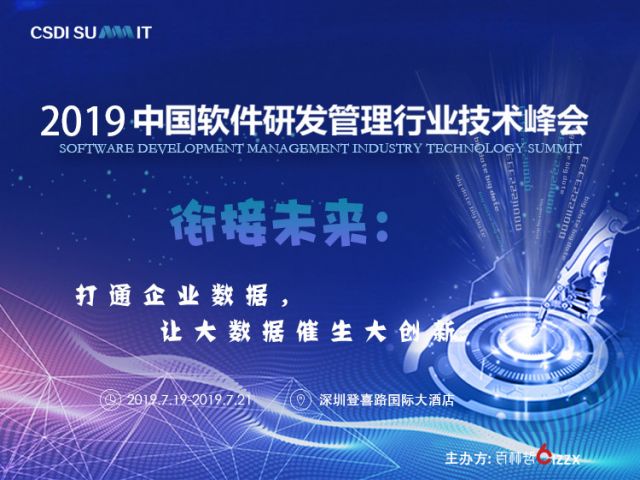 CSDI SUMMIT
2019 中国软件研发管理行业技术峰会
SOFTWARE DEVELOPMENT MANAGEMENT INDUSTRY TECHNOLOGY SUMMIT
衔接未来：
打通企业数据，
让大数据催生大创新
2019.7.19-2019.7.21
深圳登喜路国际大酒店
主办方: 百林哲